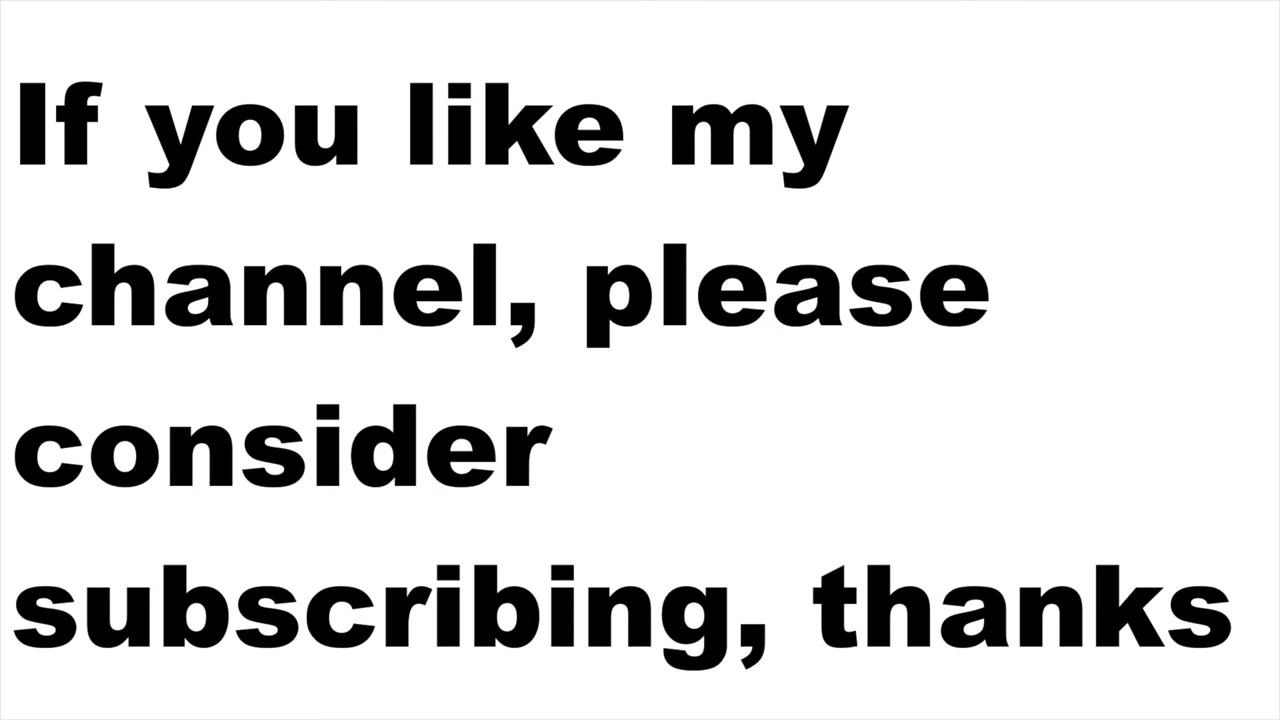 If you like my
channel, please
consider
subscribing, thanks